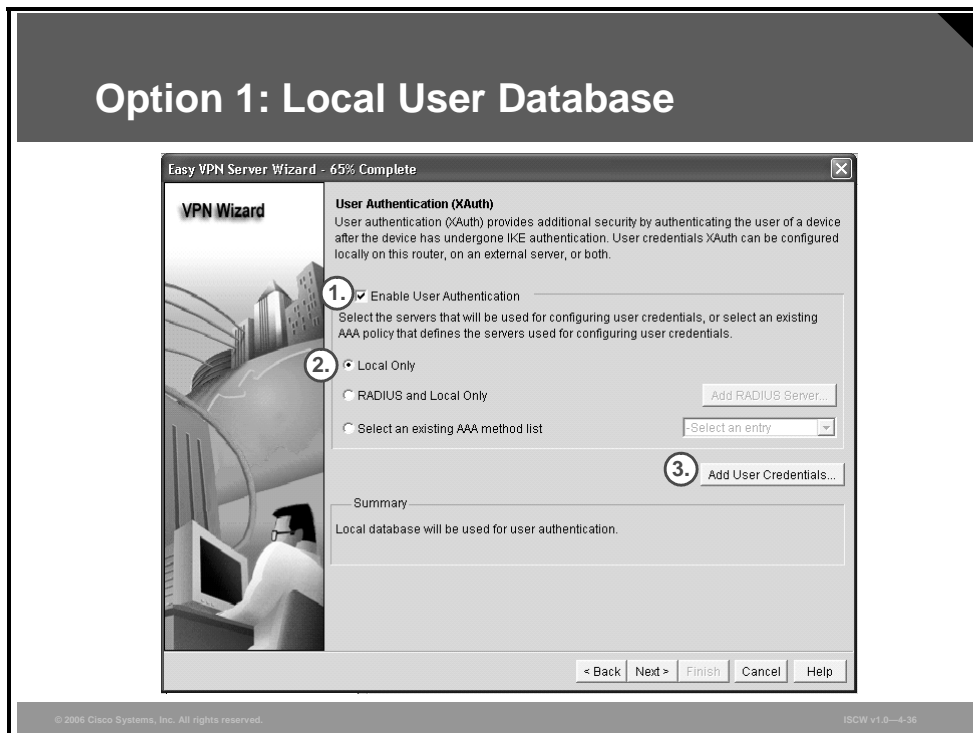 Option 1: Local User Database
Easy VPN Server Wizard - 65% Complete
VPN Wizard
User Authentication (XAuth)
User authentication (XAuth) provides additional security by authenticating the user of a device
after the device has undergone IKE authentication. User credentials XAuth can be configured
locally on this router, on an external server, or both.
1. Enable User Authentication
Select the servers that will be used for configuring user credentials, or select an existing
AAA policy that defines the servers used for configuring user credentials.
2. Local Only
RADIUS and Local Only Add RADIUS Server...
Select an existing AAA method list -Select an entry
3. Add User Credentials...
Summary
Local database will be used for user authentication.
< Back Next > Finish Cancel Help
© 2006 Cisco Systems, Inc. All rights reserved. ISCW v1.0—4-36